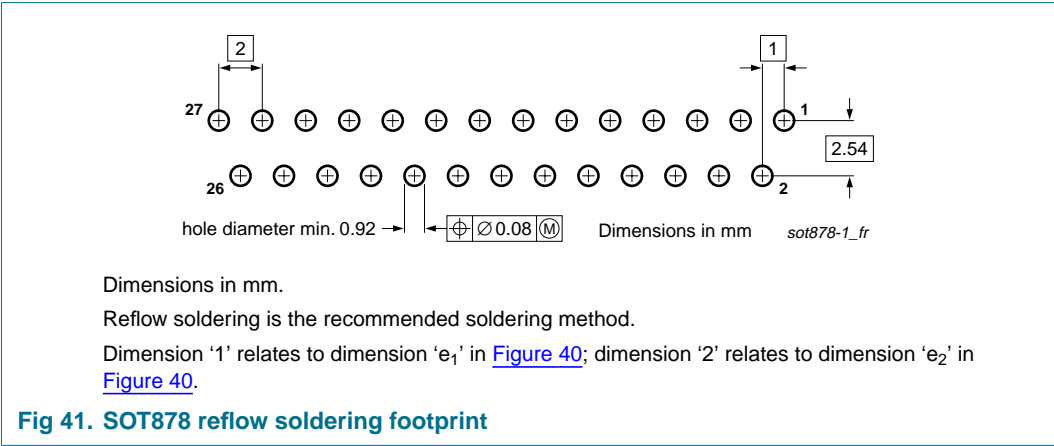 2
1
27
1
2.54
26
2
hole diameter min. 0.92
⌖ ∅ 0.08 Ⓜ
Dimensions in mm
sot878-1_fr
Dimensions in mm.
Reflow soldering is the recommended soldering method.
Dimension ‘1’ relates to dimension ‘e₁’ in Figure 40; dimension ‘2’ relates to dimension ‘e₂’ in
Figure 40.
Fig 41. SOT878 reflow soldering footprint